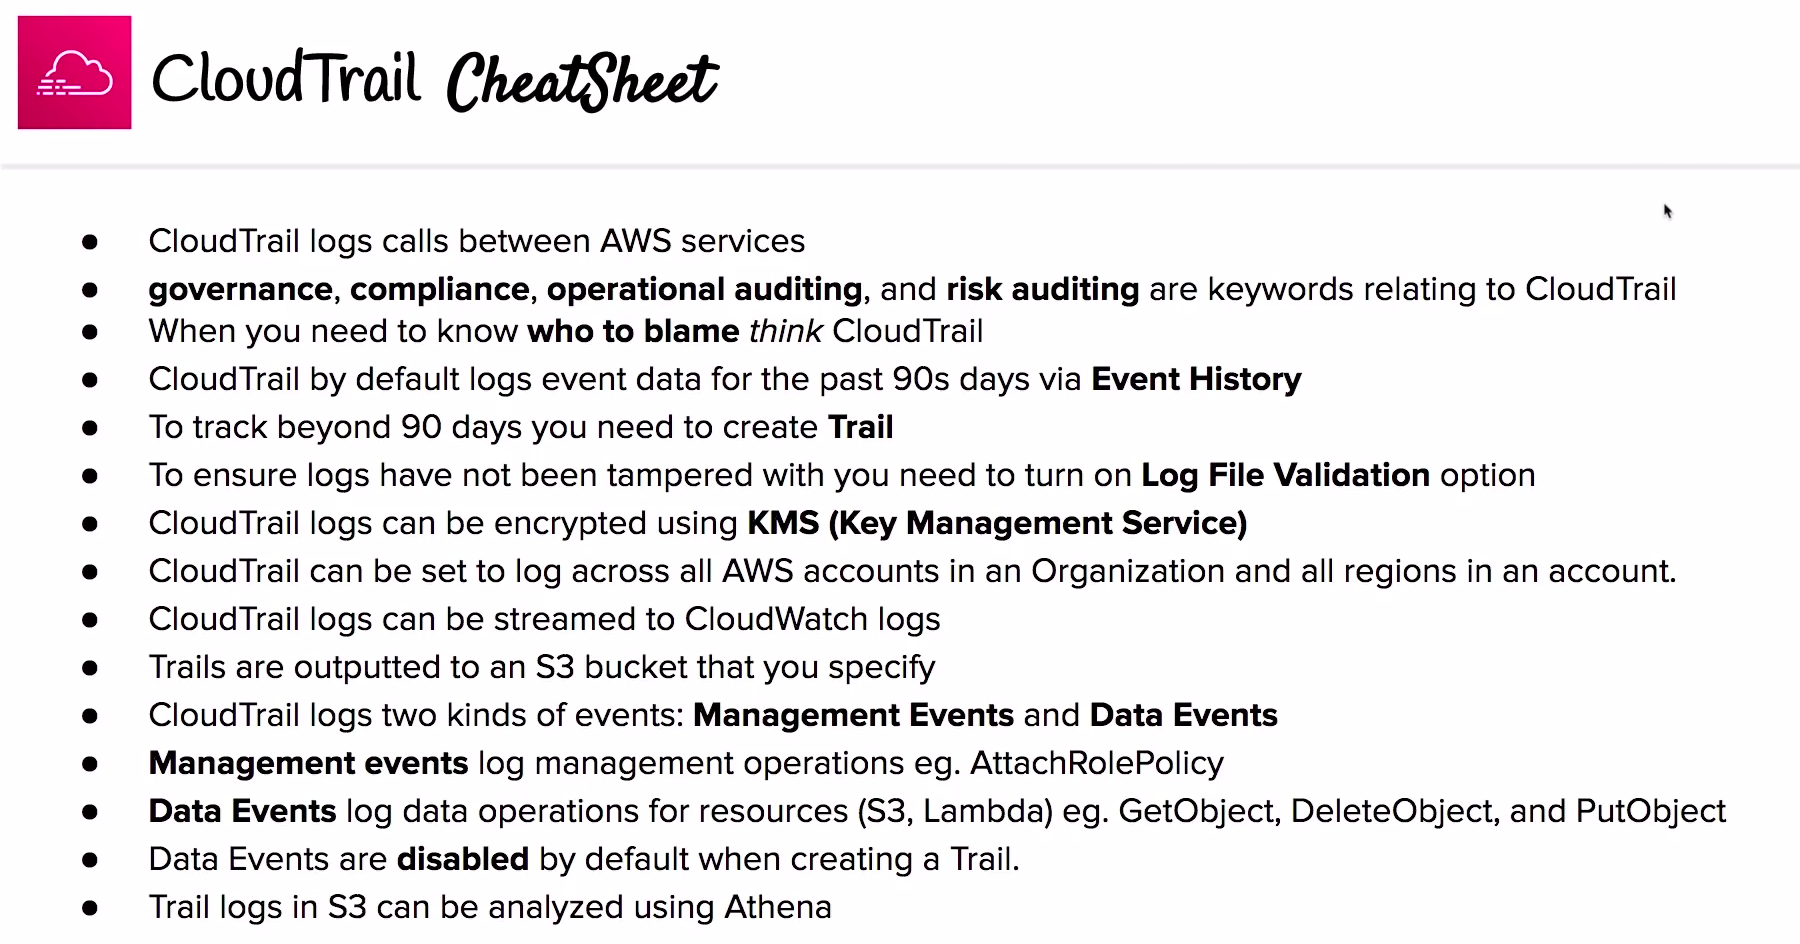 CloudTrail CheatSheet
● CloudTrail logs calls between AWS services
● governance, compliance, operational auditing, and risk auditing are keywords relating to CloudTrail
● When you need to know who to blame think CloudTrail
● CloudTrail by default logs event data for the past 90s days via Event History
● To track beyond 90 days you need to create Trail
● To ensure logs have not been tampered with you need to turn on Log File Validation option
● CloudTrail logs can be encrypted using KMS (Key Management Service)
● CloudTrail can be set to log across all AWS accounts in an Organization and all regions in an account.
● CloudTrail logs can be streamed to CloudWatch logs
● Trails are outputted to an S3 bucket that you specify
● CloudTrail logs two kinds of events: Management Events and Data Events
● Management events log management operations eg. AttachRolePolicy
● Data Events log data operations for resources (S3, Lambda) eg. GetObject, DeleteObject, and PutObject
● Data Events are disabled by default when creating a Trail.
● Trail logs in S3 can be analyzed using Athena